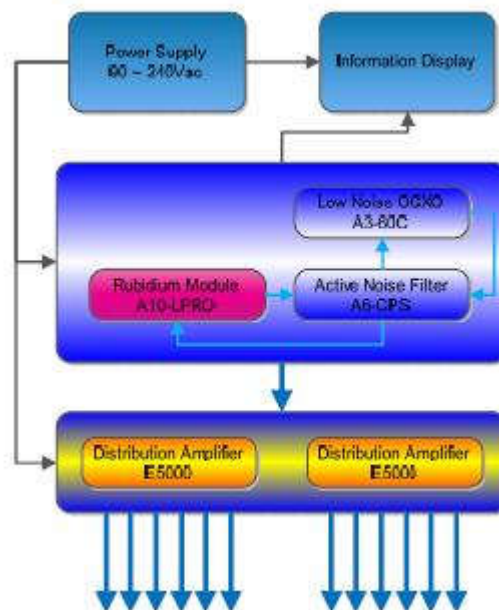 Power Supply
90 ~ 240Vac
Information Display
Low Noise OCXO
A3-60C
Rubidium Module
A10-LPRO
Active Noise Filter
A6-CPS
Distribution Amplifier
E5000
Distribution Amplifier
E5000